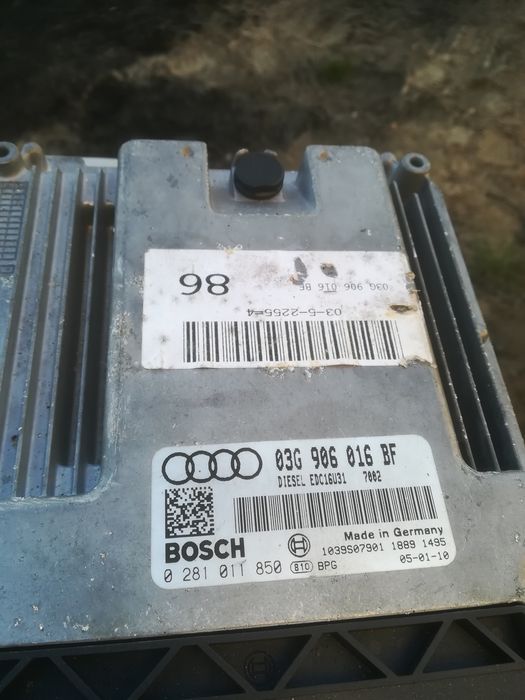 86
03G 906 016 BF
03-5-2255-4
03G 906 016 BF
DIESEL EDC16U31 7002
Made in Germany
BOSCH
1039S07901 1889 1495
0 281 011 850 810 BPG 05-01-10